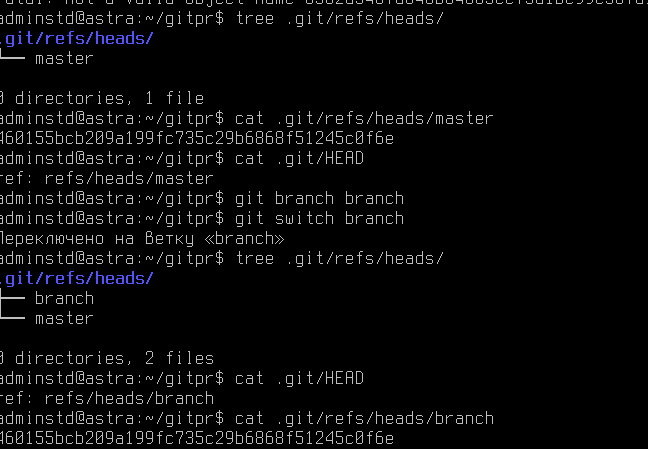 adminstd@astra:~/gitpr$ tree .git/refs/heads/
.git/refs/heads/
├── master
0 directories, 1 file
adminstd@astra:~/gitpr$ cat .git/refs/heads/master
460155bcb209a199fc735c29b6868f51245c0f6e
adminstd@astra:~/gitpr$ cat .git/HEAD
ref: refs/heads/master
adminstd@astra:~/gitpr$ git branch branch
adminstd@astra:~/gitpr$ git switch branch
Переключено на ветку «branch»
adminstd@astra:~/gitpr$ tree .git/refs/heads/
.git/refs/heads/
├── branch
└── master
0 directories, 2 files
adminstd@astra:~/gitpr$ cat .git/HEAD
ref: refs/heads/branch
adminstd@astra:~/gitpr$ cat .git/refs/heads/branch
460155bcb209a199fc735c29b6868f51245c0f6e